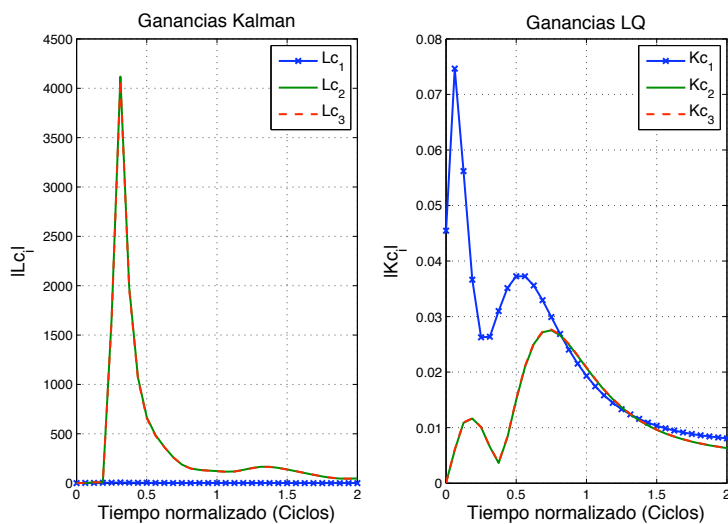 Ganancias Kalman
4500
4000
3500
3000
2500
2000
1500
1000
500
0
|Lc_i|
0
0.5
1
1.5
2
Tiempo normalizado (Ciclos)
Lc_1
Lc_2
Lc_3
Ganancias LQ
0.08
0.07
0.06
0.05
0.04
0.03
0.02
0.01
0
|Kc_i|
0
0.5
1
1.5
2
Tiempo normalizado (Ciclos)
Kc_1
Kc_2
Kc_3